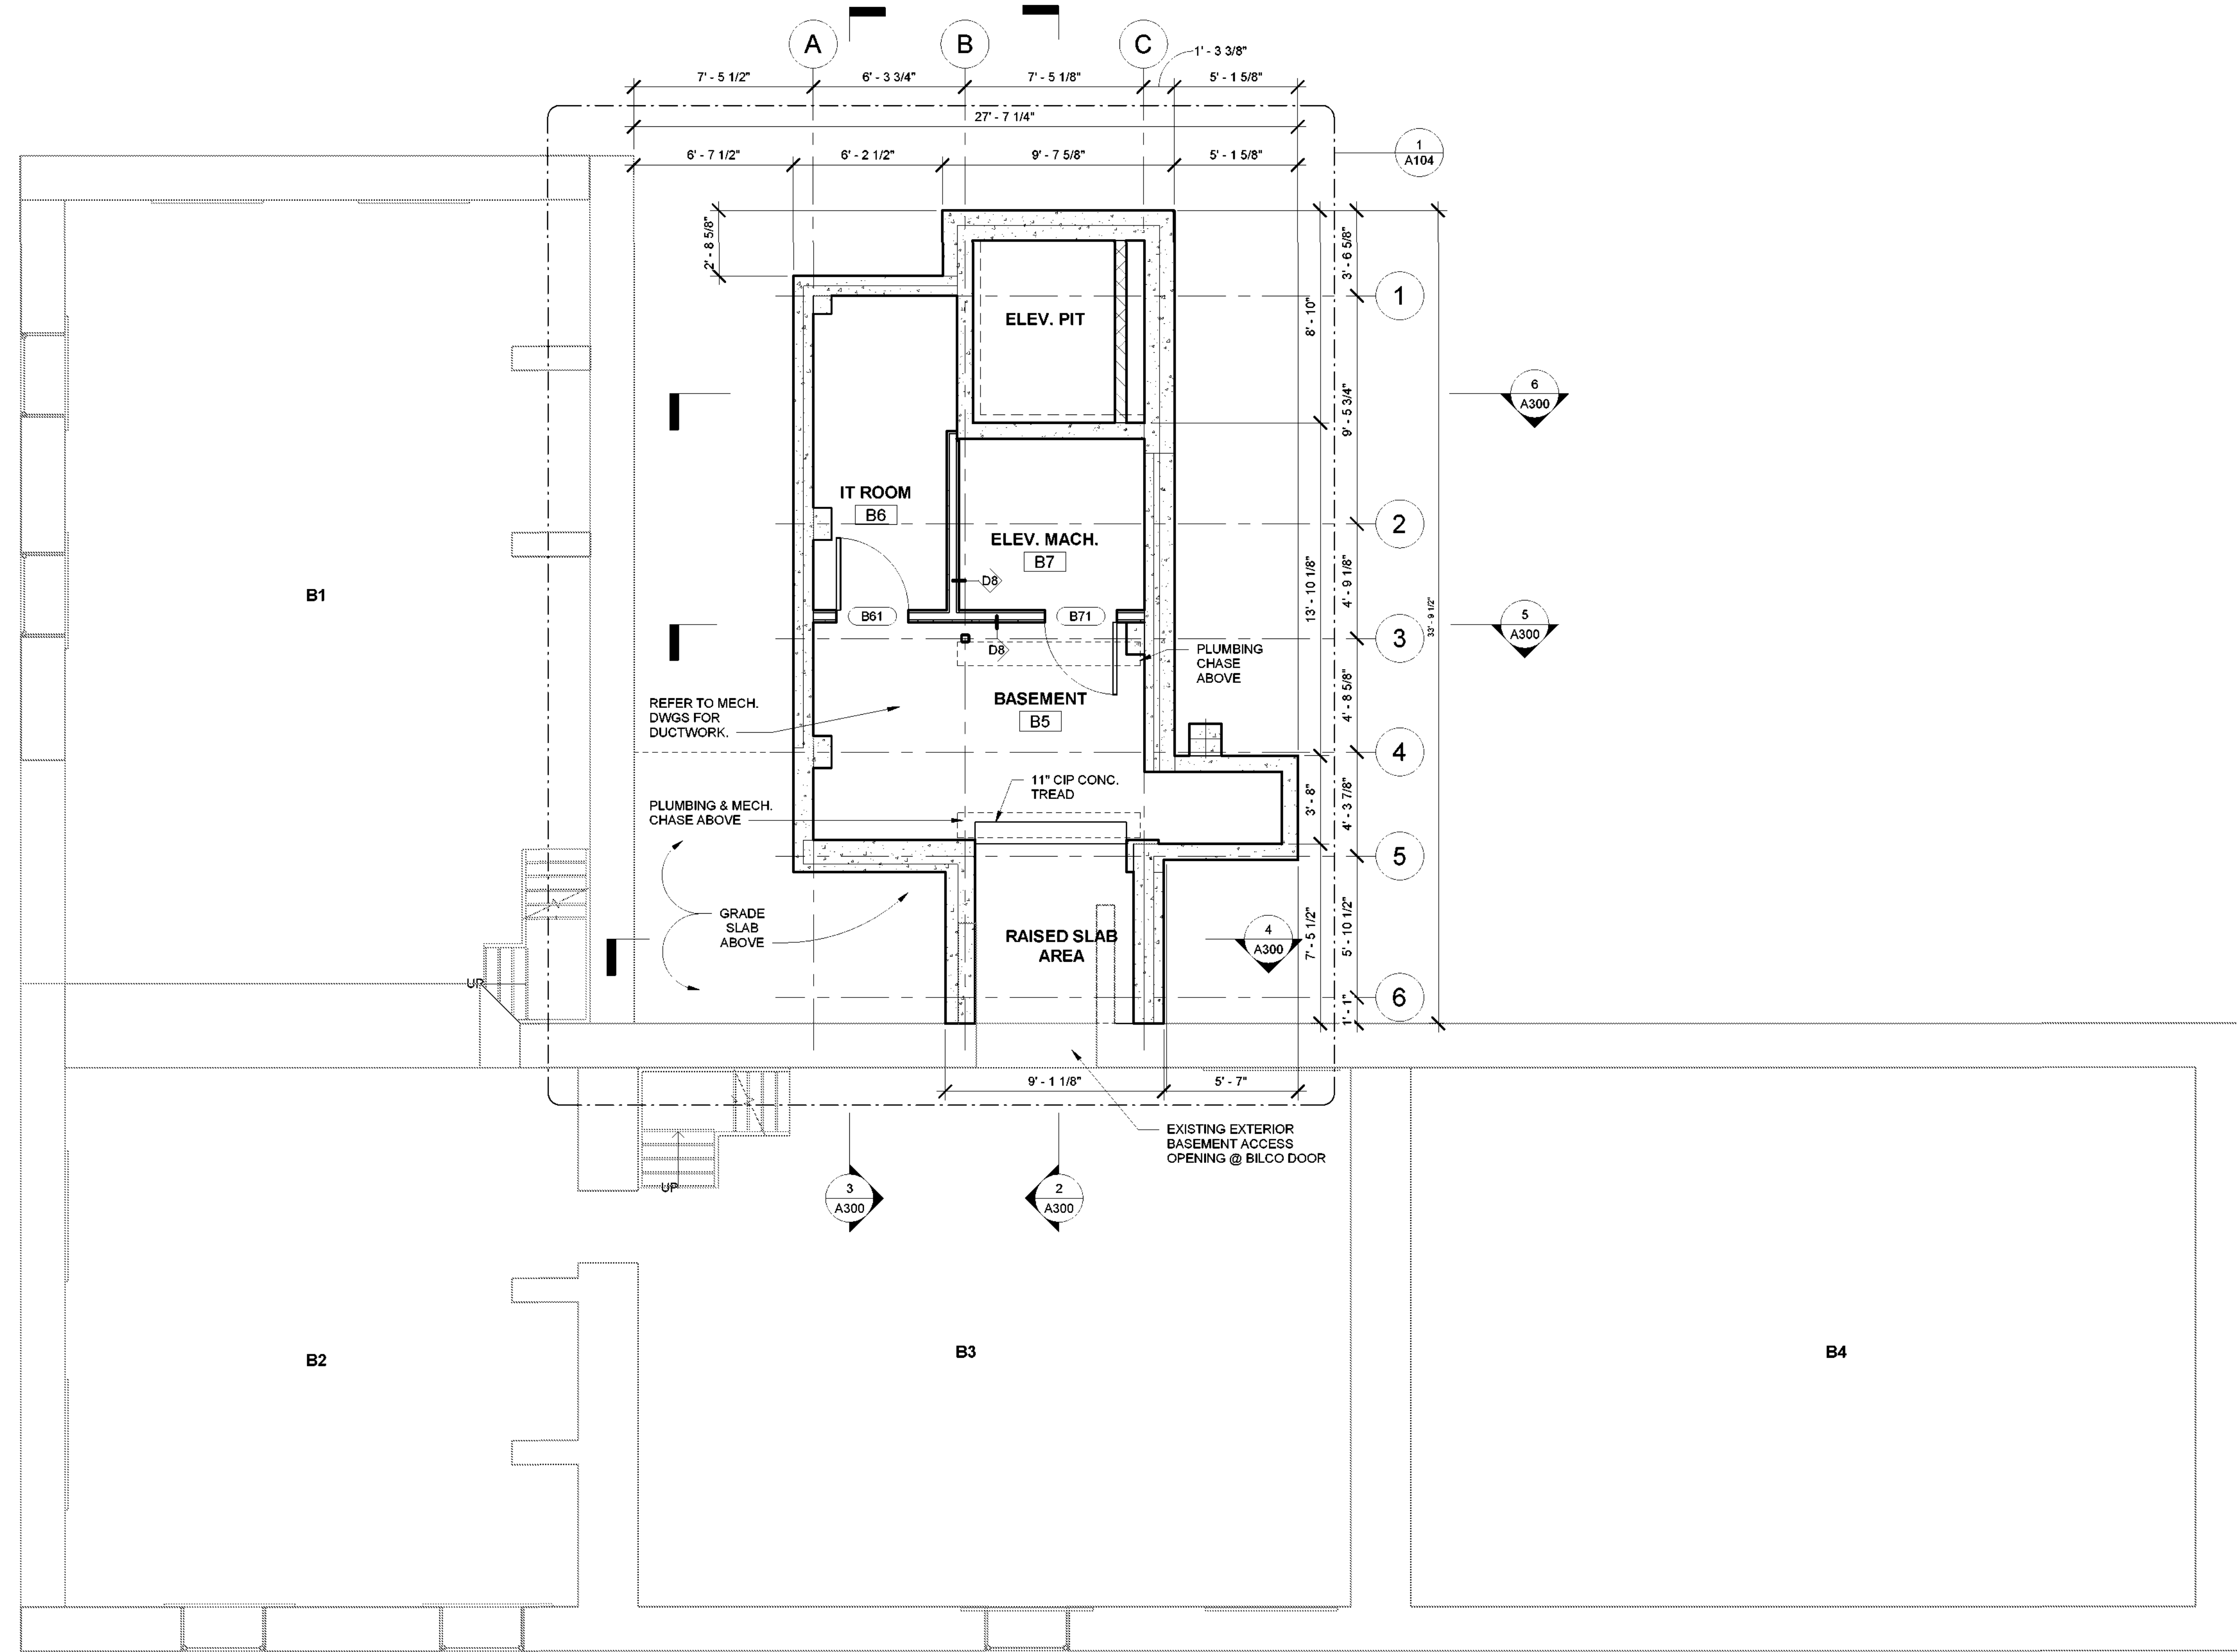 A
B
C
1' - 3 3/8"
7' - 5 1/2"
6' - 3 3/4"
7' - 5 1/8"
5' - 1 5/8"
27' - 7 1/4"
6' - 7 1/2"
6' - 2 1/2"
9' - 7 5/8"
5' - 1 5/8"
1
A104
2' - 8 5/8"
3' - 6 5/8"
8' - 10"
1
ELEV. PIT
9' - 5 3/4"
6
A300
IT ROOM
B6
2
ELEV. MACH.
B7
D8
B1
13' - 10 1/8"
4' - 9 1/8"
33' - 9 1/2"
B61
B71
5
A300
3
D8
PLUMBING
CHASE
ABOVE
REFER TO MECH.
DWGS FOR
DUCTWORK.
BASEMENT
B5
4' - 8 5/8"
4
11" CIP CONC.
TREAD
PLUMBING & MECH.
CHASE ABOVE
3' - 8"
4' - 3 7/8"
5
GRADE
SLAB
ABOVE
RAISED SLAB
AREA
4
A300
7' - 5 1/2"
5' - 10 1/2"
UP
6
1' - 1"
9' - 1 1/8"
5' - 7"
EXISTING EXTERIOR
BASEMENT ACCESS
OPENING @ BILCO DOOR
UP
3
A300
2
A300
B2
B3
B4